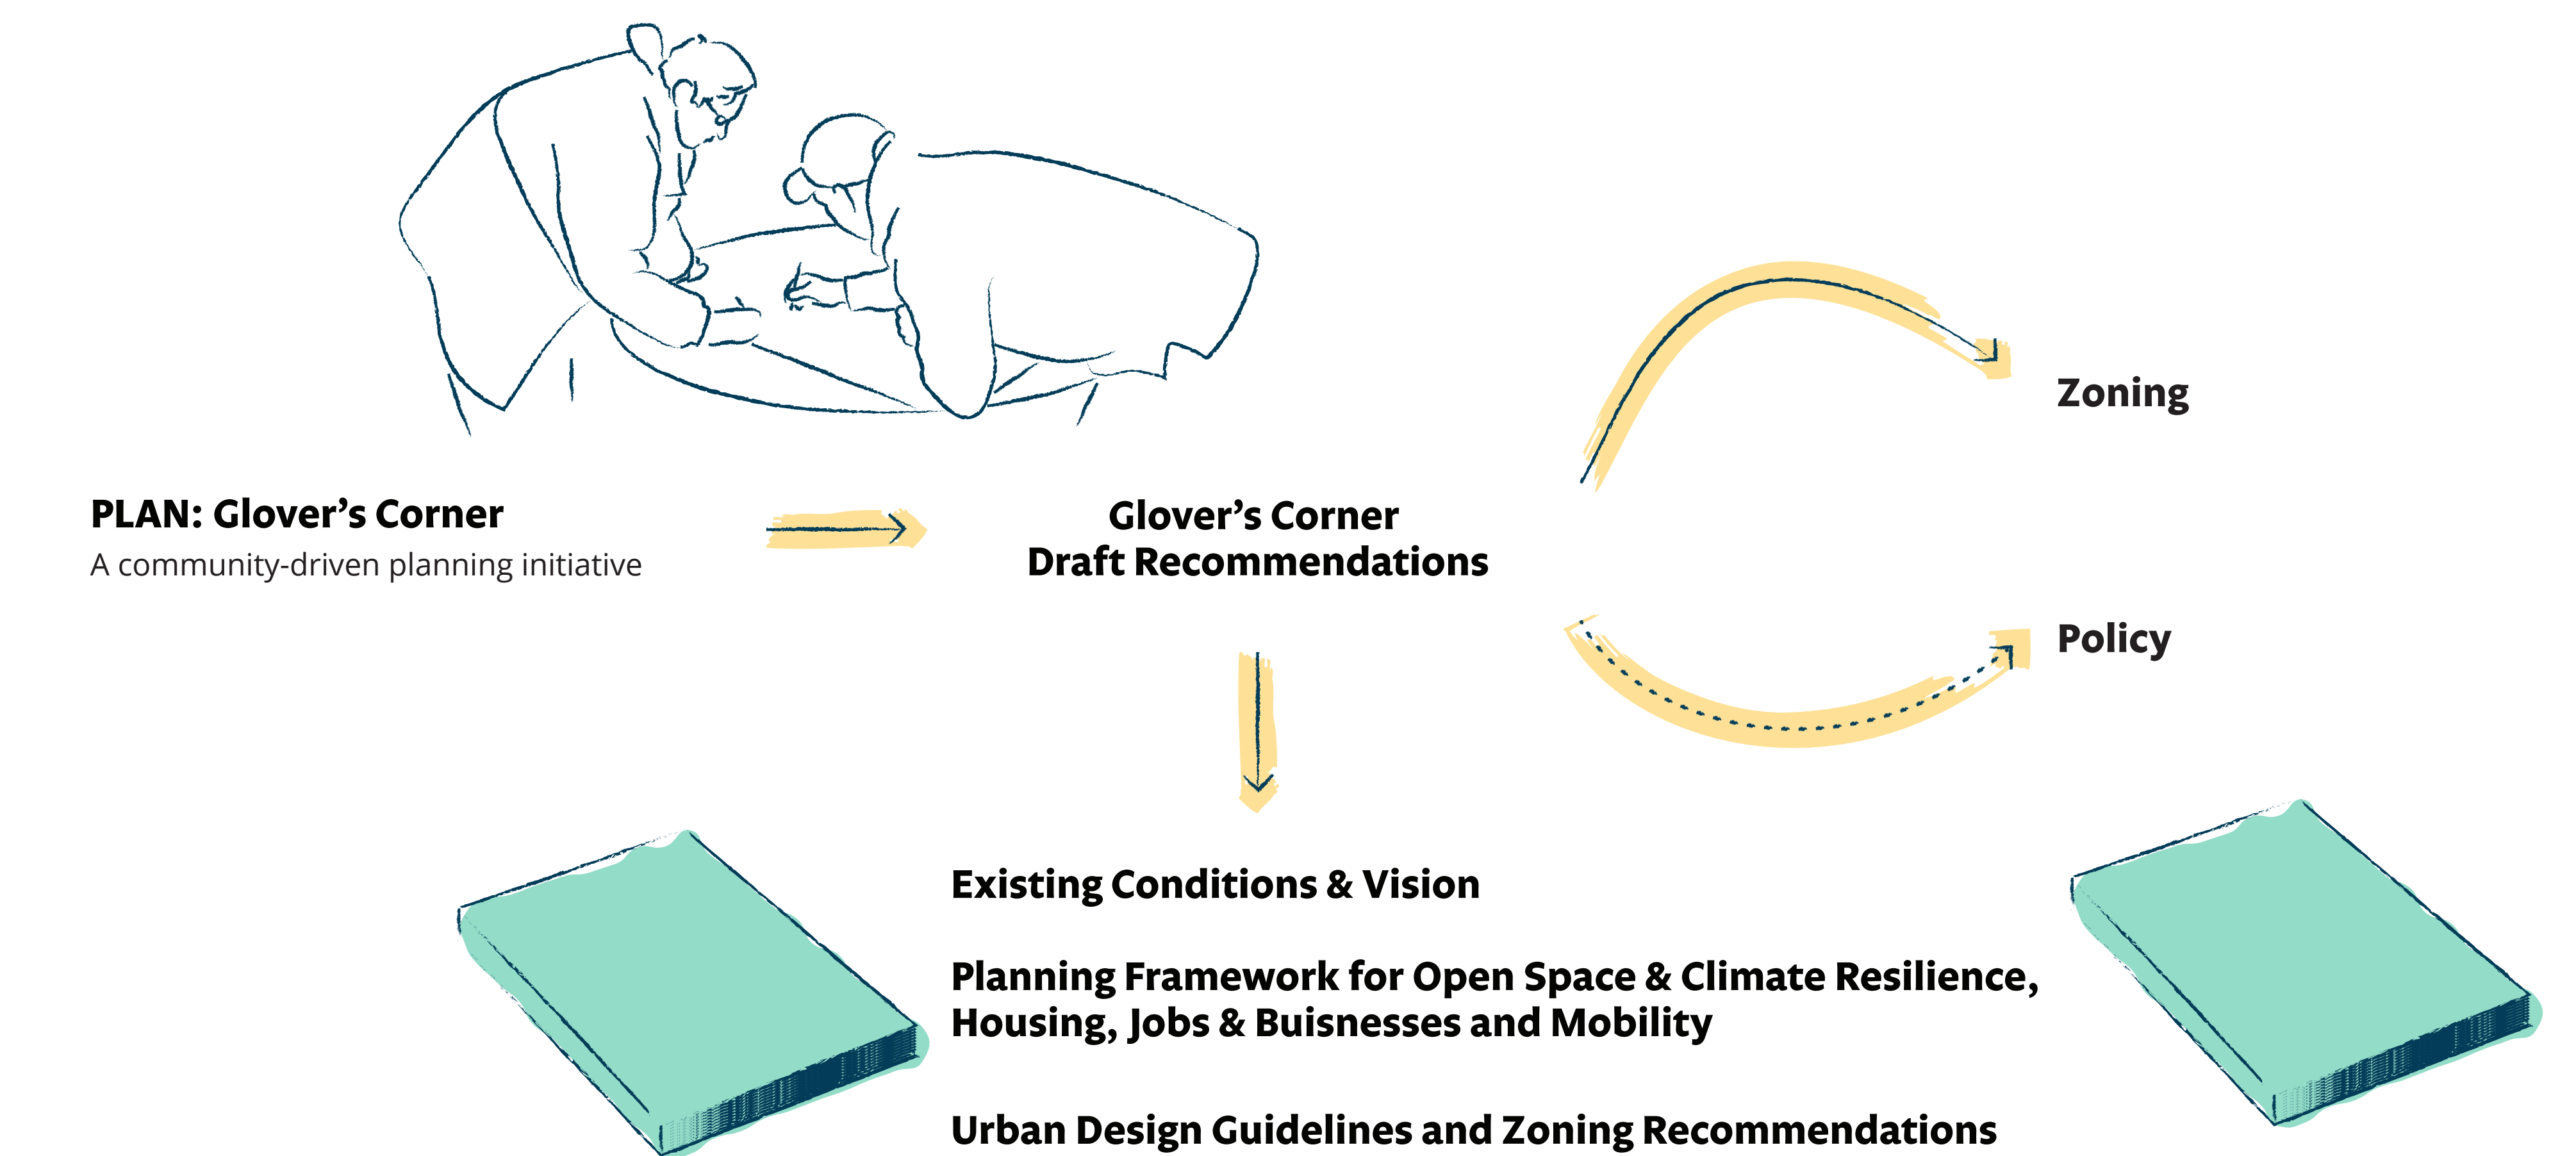 Zoning
PLAN: Glover’s Corner
A community-driven planning initiative
Glover’s Corner
Draft Recommendations
Policy
Existing Conditions & Vision
Planning Framework for Open Space & Climate Resilience,
Housing, Jobs & Buisnesses and Mobility
Urban Design Guidelines and Zoning Recommendations